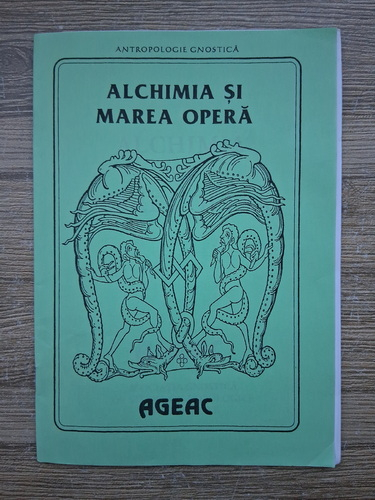 ANTROPOLOGIE GNOSTICĂ
ALCHIMIA ȘI
MAREA OPERĂ
AGEAC